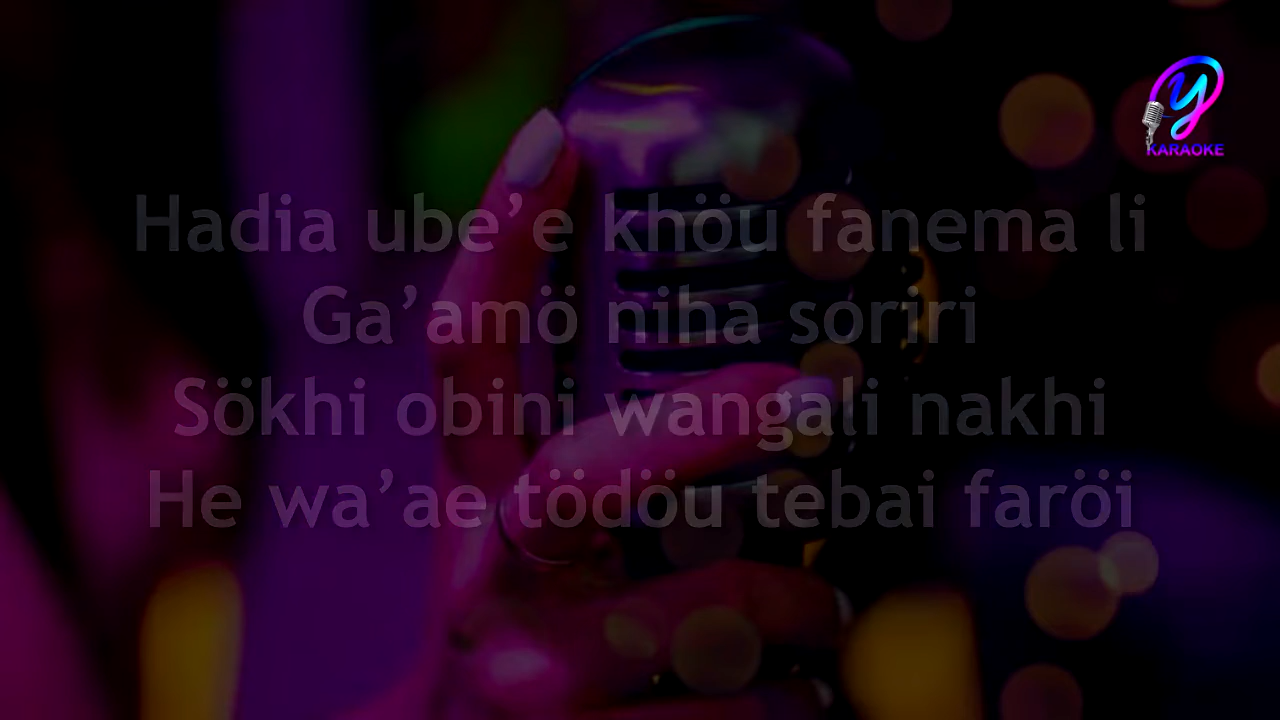 Hadia ube’e khöu fanema li
Ga’amö niha soriri
Sökhi obini wangali nakhi
He wa’ae tödöu tebai faröi
y
KARAOKE